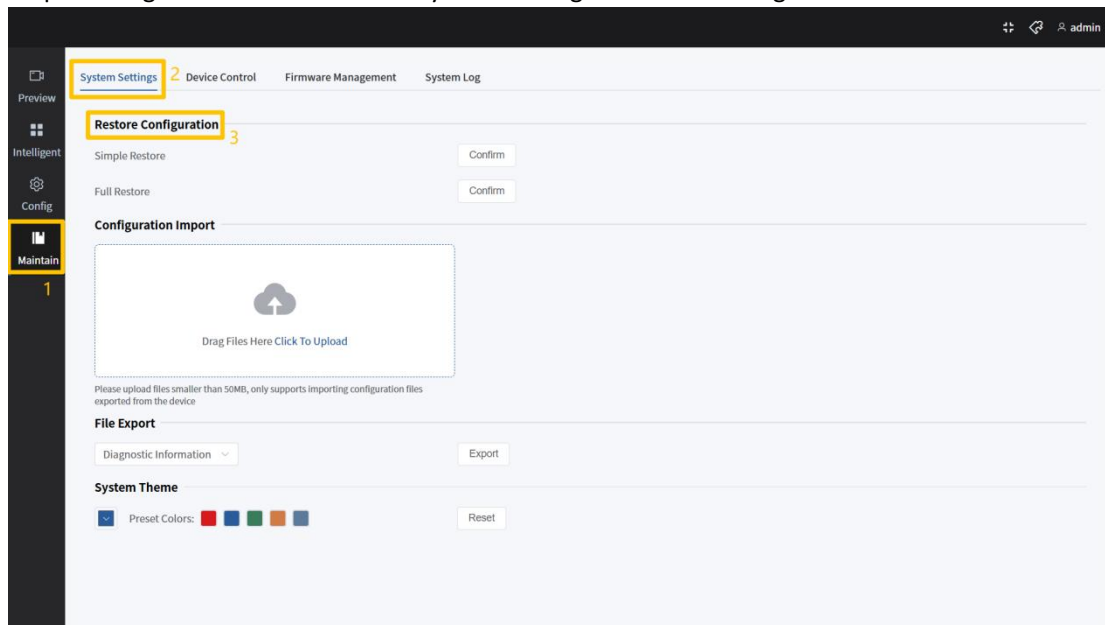 admin
Preview
Intelligent
Config
Maintain
1
System Settings 2 Device Control Firmware Management System Log
Restore Configuration
3
Simple Restore Confirm
Full Restore Confirm
Configuration Import
Drag Files Here Click To Upload
Please upload files smaller than 50MB, only supports importing configuration files
exported from the device
File Export
Diagnostic Information Export
System Theme
Preset Colors: Reset